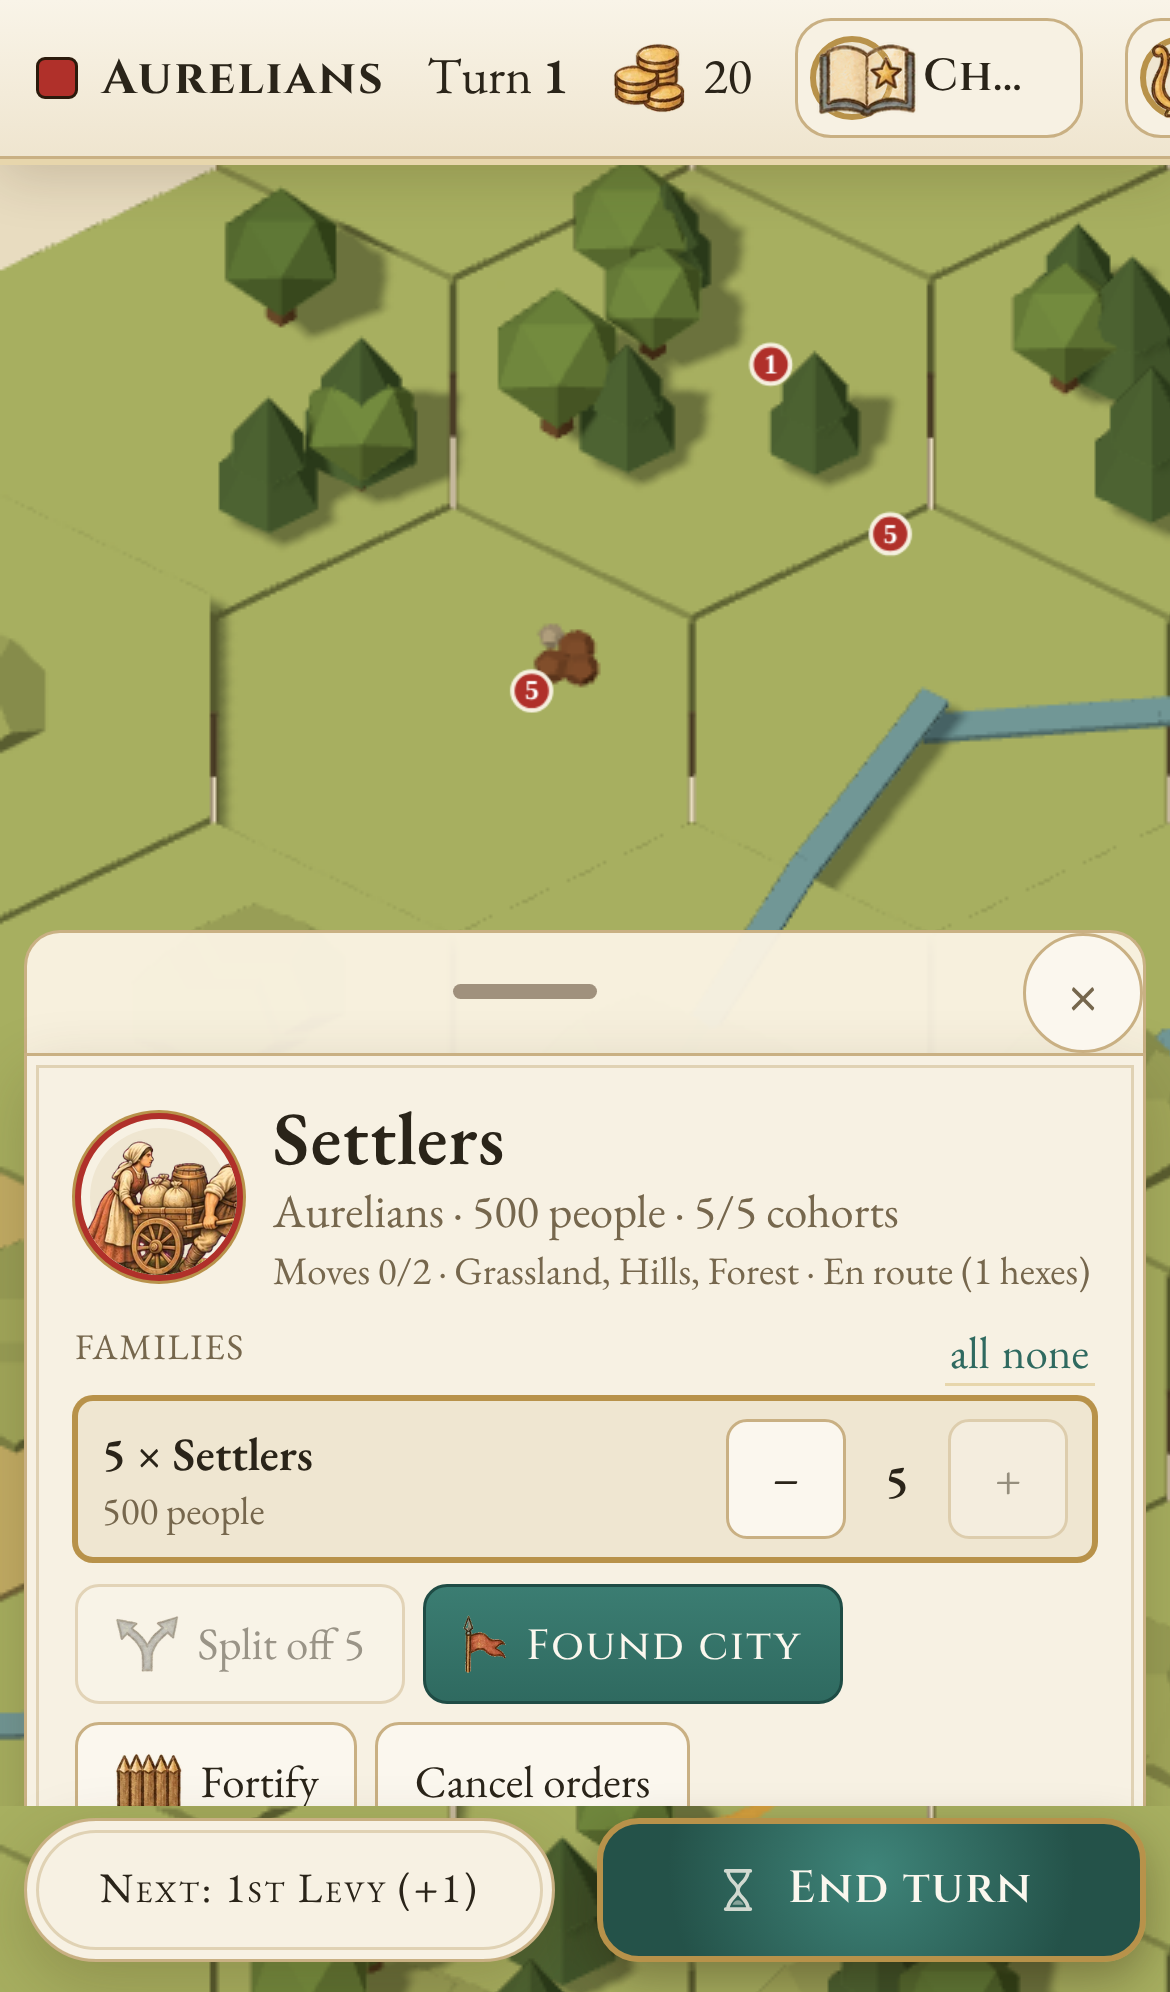 AURELIANS Turn 1 20 CH...
1
5
5
×
Settlers
Aurelians · 500 people · 5/5 cohorts
Moves 0/2 · Grassland, Hills, Forest · En route (1 hexes)
FAMILIES all none
5 × Settlers
500 people
− 5 +
Split off 5 FOUND CITY
Fortify Cancel orders
NEXT: 1ST LEVY (+1) END TURN